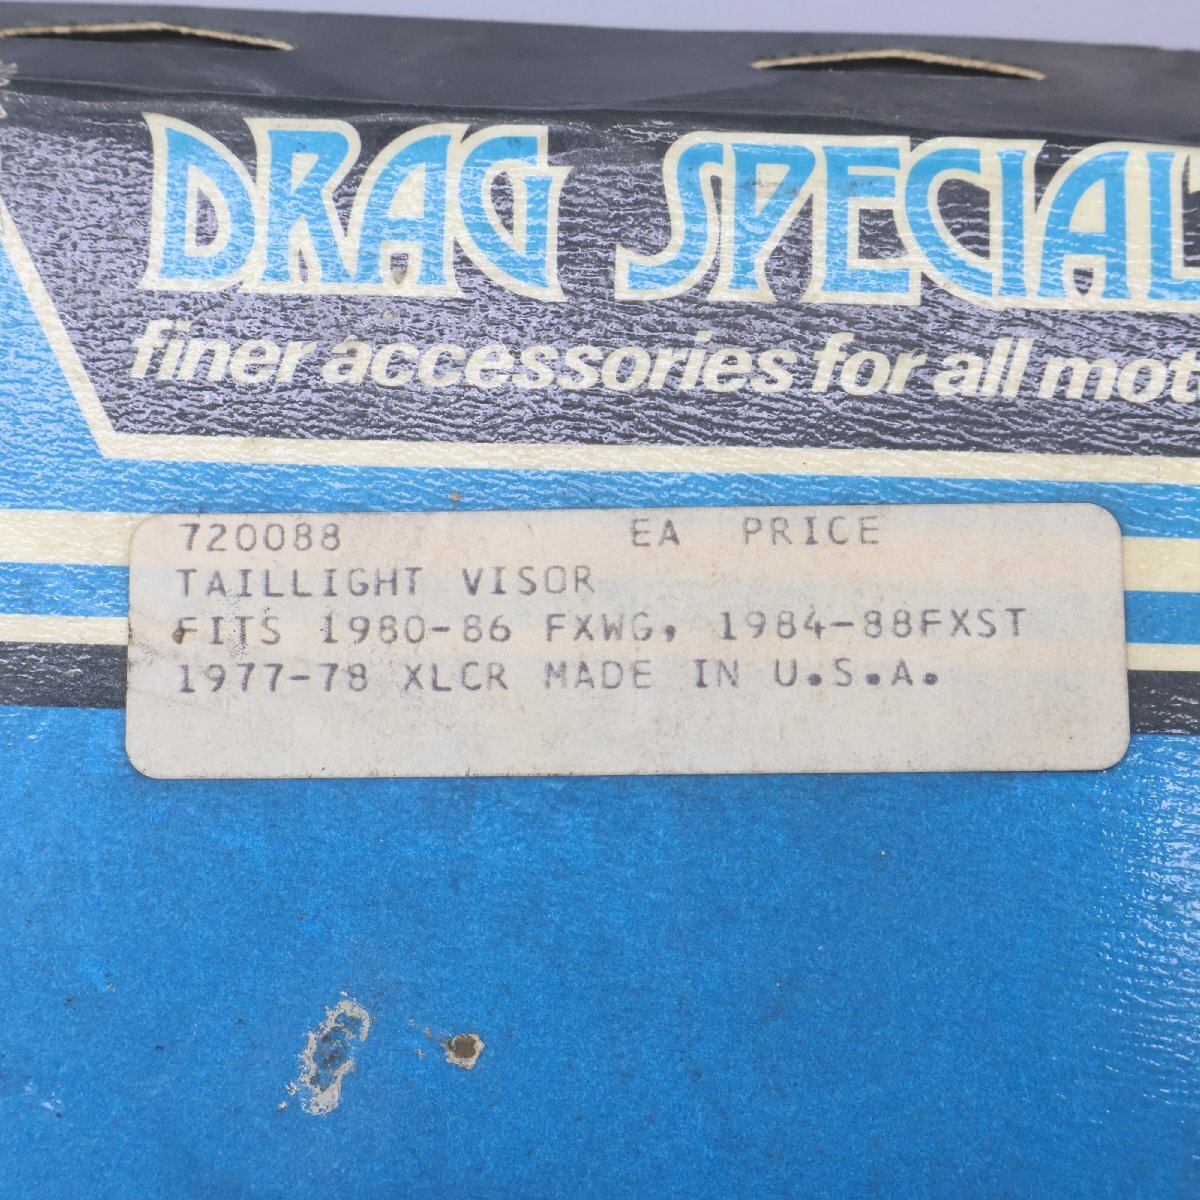 DRAG SPECIAL
finer accessories for all mot
720088 EA PRICE
TAILLIGHT VISOR
FITS 1980-86 FXWG, 1984-88FXST
1977-78 XLCR MADE IN U.S.A.